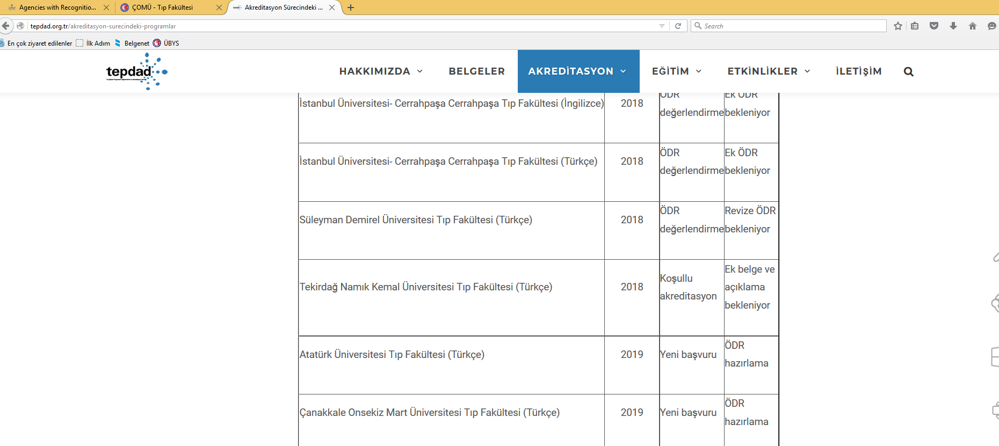 Agencies with Recognitio...
ÇOMÜ - Tıp Fakültesi
Akreditasyon Sürecindeki ...
tepdad.org.tr/akreditasyon-surecindeki-programlar
Search
En çok ziyaret edilenler
İlk Adım
Belgenet
ÜBYS
tepdad
HAKKIMIZDA
BELGELER
AKREDİTASYON
EĞİTİM
ETKİNLİKLER
İLETİŞİM
İstanbul Üniversitesi- Cerrahpaşa Cerrahpaşa Tıp Fakültesi (İngilizce)
2018
ÖDR
değerlendirme
Ek ÖDR
bekleniyor
İstanbul Üniversitesi- Cerrahpaşa Cerrahpaşa Tıp Fakültesi (Türkçe)
2018
ÖDR
değerlendirme
Ek ÖDR
bekleniyor
Süleyman Demirel Üniversitesi Tıp Fakültesi (Türkçe)
2018
ÖDR
değerlendirme
Revize ÖDR
bekleniyor
Tekirdağ Namık Kemal Üniversitesi Tıp Fakültesi (Türkçe)
2018
Koşullu
akreditasyon
Ek belge ve
açıklama
bekleniyor
Atatürk Üniversitesi Tıp Fakültesi (Türkçe)
2019
Yeni başvuru
ÖDR
hazırlama
Çanakkale Onsekiz Mart Üniversitesi Tıp Fakültesi (Türkçe)
2019
Yeni başvuru
ÖDR
hazırlama